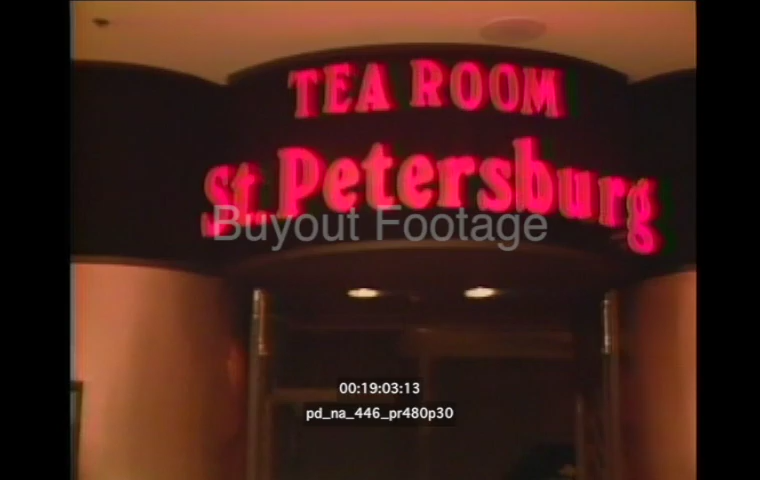 TEA ROOM
St. Petersburg
Buyout Footage
00:19:03:13
pd_na_446_pr480p30